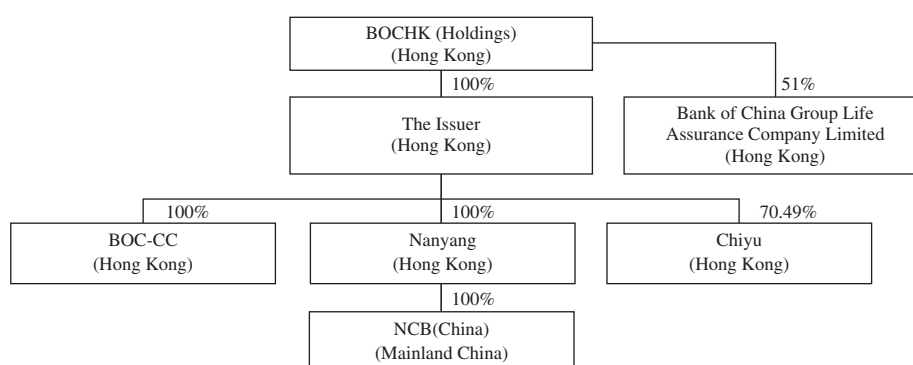 BOCHK (Holdings)
(Hong Kong)
100%
51%
The Issuer
(Hong Kong)
Bank of China Group Life
Assurance Company Limited
(Hong Kong)
100%
100%
70.49%
BOC-CC
(Hong Kong)
Nanyang
(Hong Kong)
Chiyu
(Hong Kong)
100%
NCB(China)
(Mainland China)